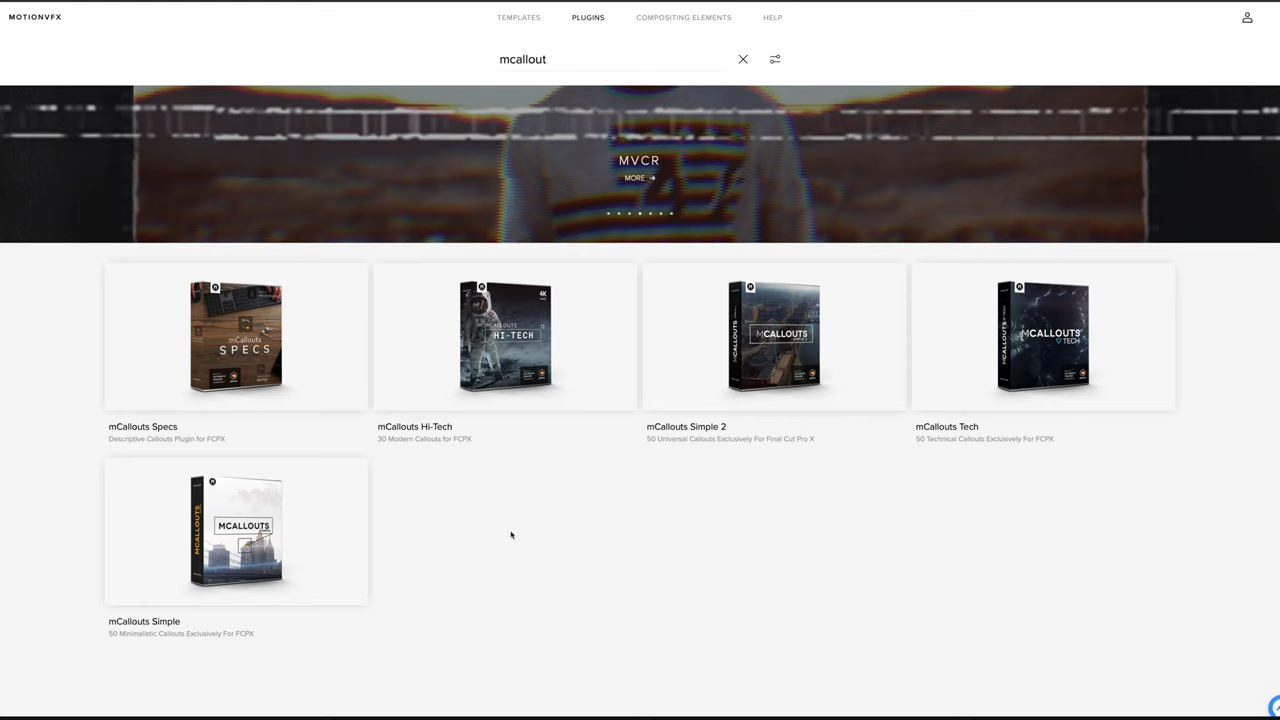 MOTIONVFX
TEMPLATES PLUGINS COMPOSITING ELEMENTS HELP
mcallout
MVCR
MORE →
mCallouts
SPECS
CALLOUTS
HI-TECH
4K
MCALLOUTS
MCALLOUTS
TECH
mCallouts Specs
Descriptive Callouts Plugin for FCPX
mCallouts Hi-Tech
30 Modern Callouts for FCPX
mCallouts Simple 2
50 Universal Callouts Exclusively For Final Cut Pro X
mCallouts Tech
50 Technical Callouts Exclusively For FCPX
MCALLOUTS
MCALLOUTS
mCallouts Simple
50 Minimalistic Callouts Exclusively For FCPX